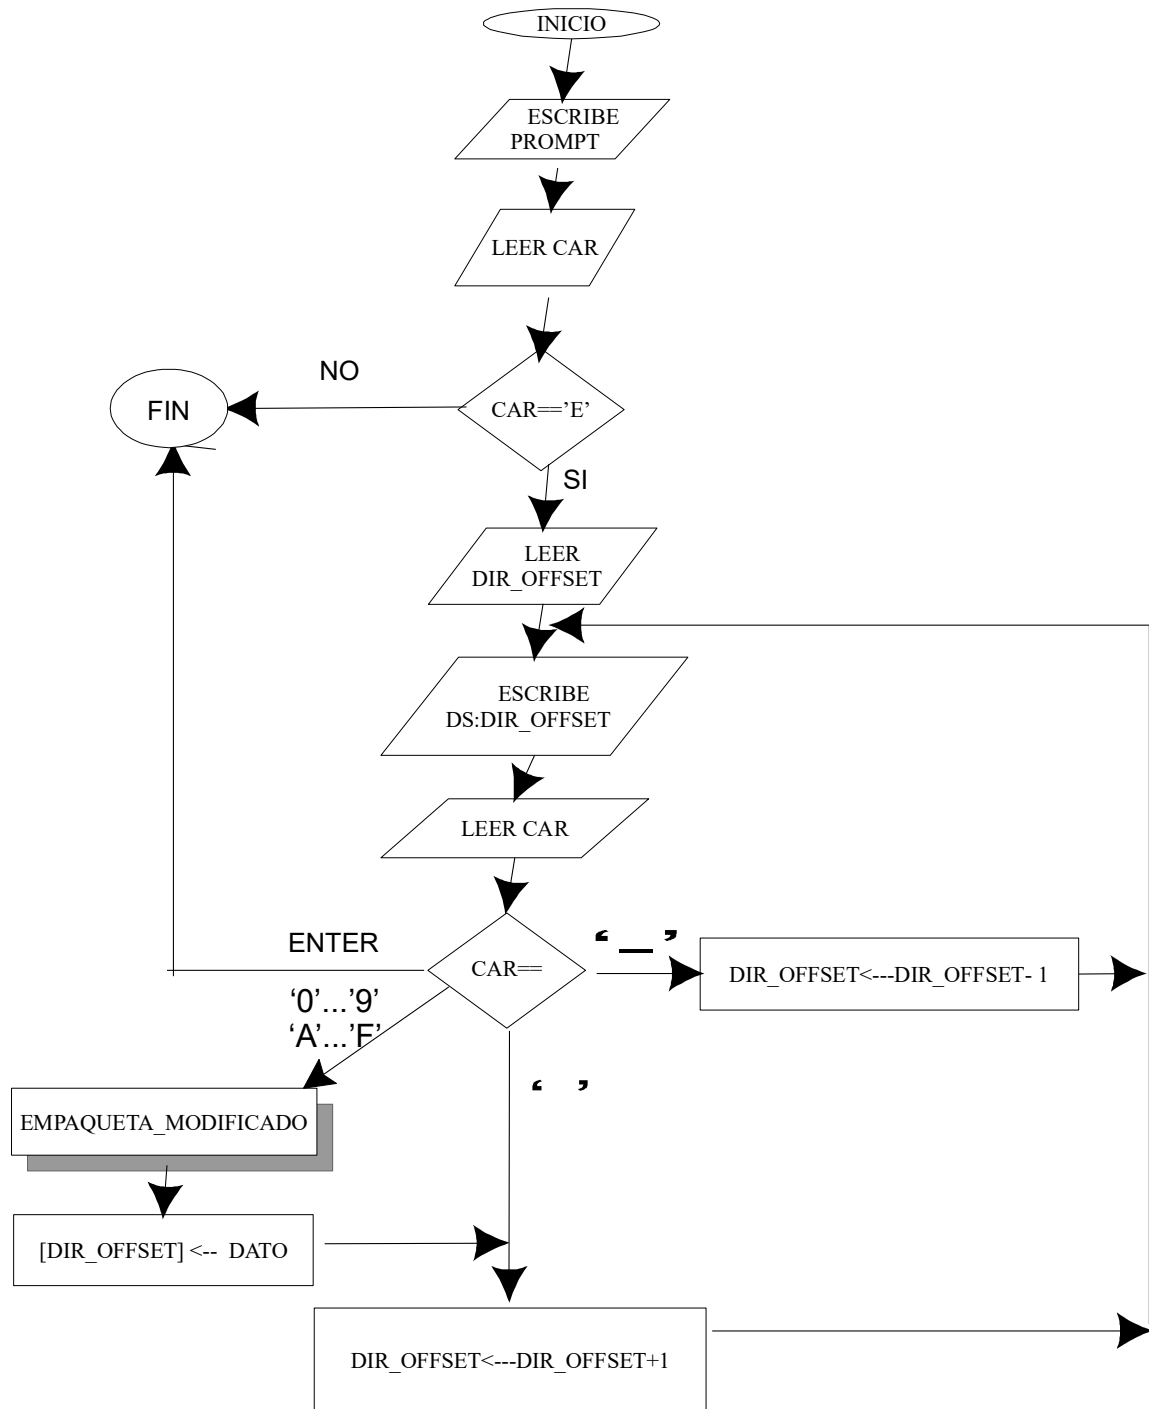 INICIO
ESCRIBE
PROMPT
LEER CAR
NO
FIN
CAR==’E’
SI
LEER
DIR_OFFSET
ESCRIBE
DS:DIR_OFFSET
LEER CAR
ENTER
CAR==
‘_’
DIR_OFFSET<---DIR_OFFSET- 1
‘0’...’9’
‘A’...’F’
‘ ’
EMPAQUETA_MODIFICADO
[DIR_OFFSET] <-- DATO
DIR_OFFSET<---DIR_OFFSET+1